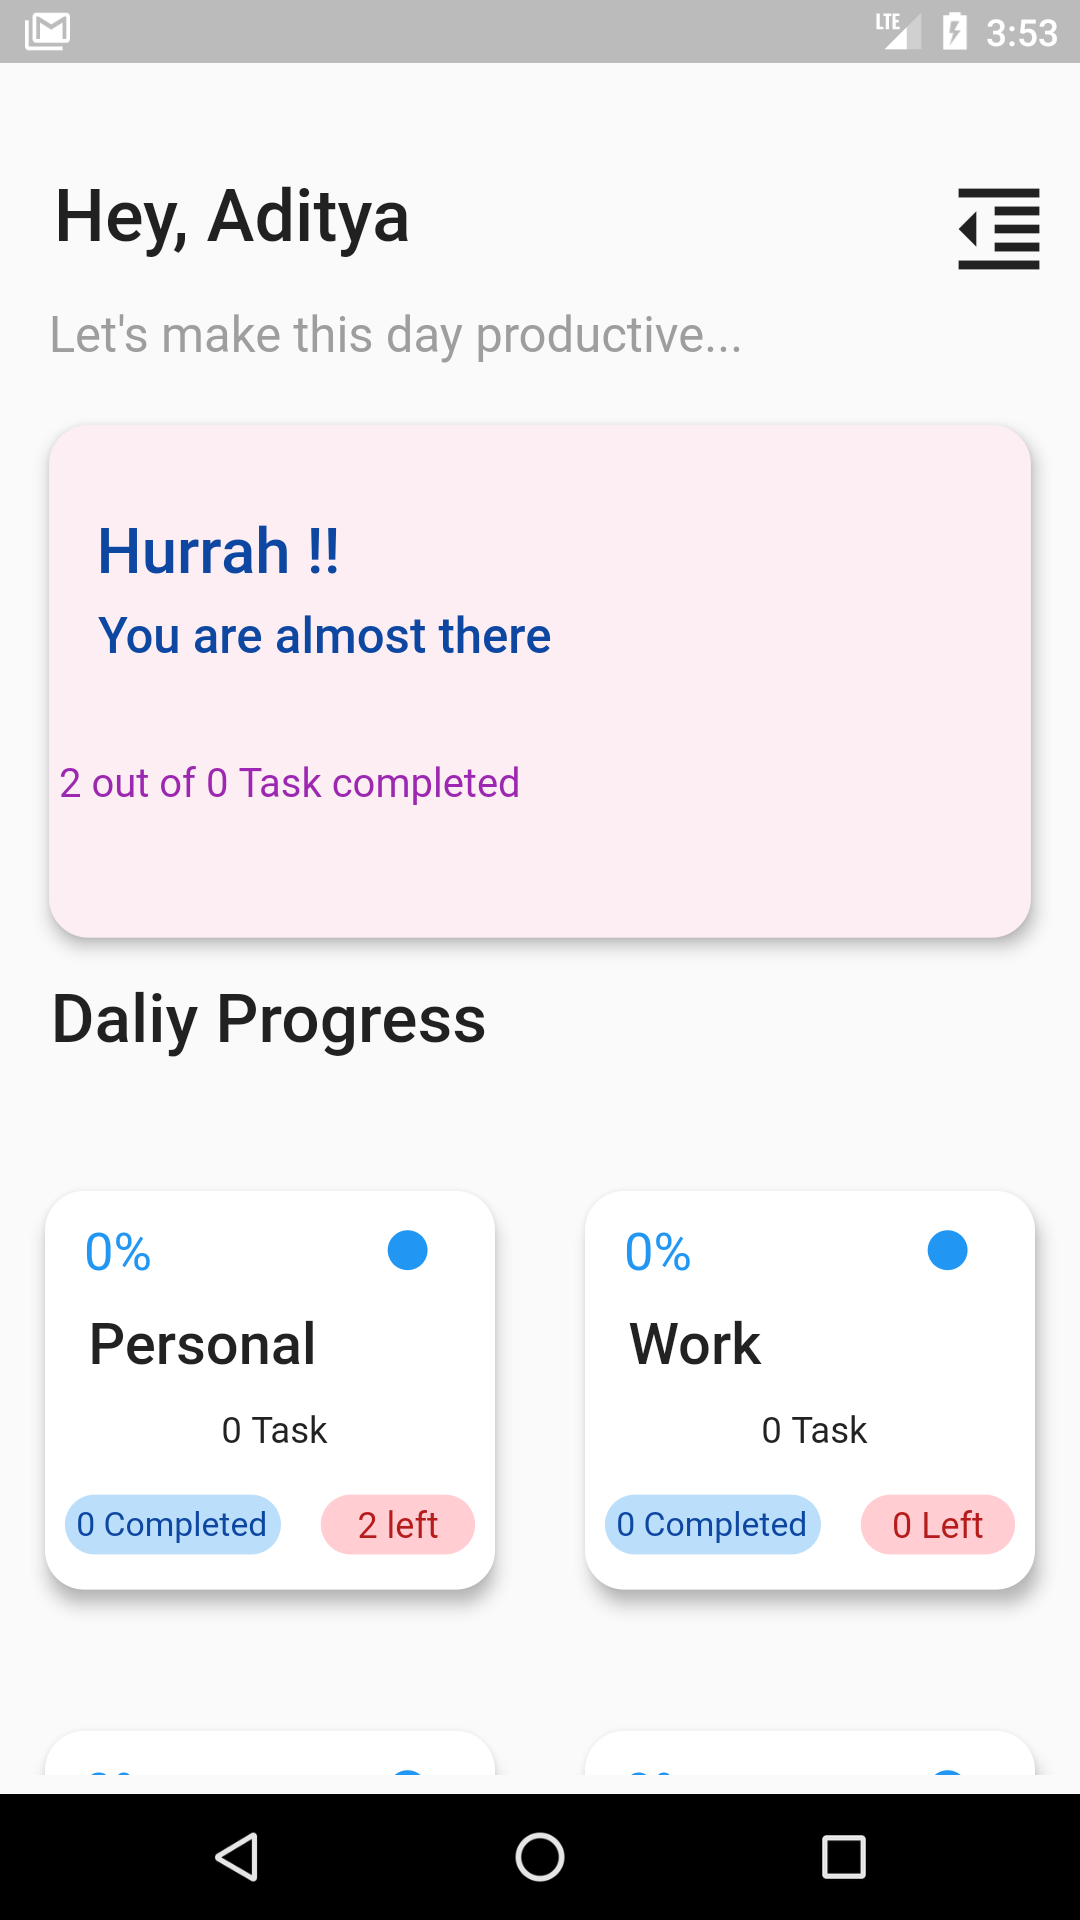 LTE 3:53
Hey, Aditya
Let's make this day productive...
Hurrah !!
You are almost there
2 out of 0 Task completed
Daliy Progress
0% 0%
Personal Work
0 Task 0 Task
0 Completed 2 left 0 Completed 0 Left